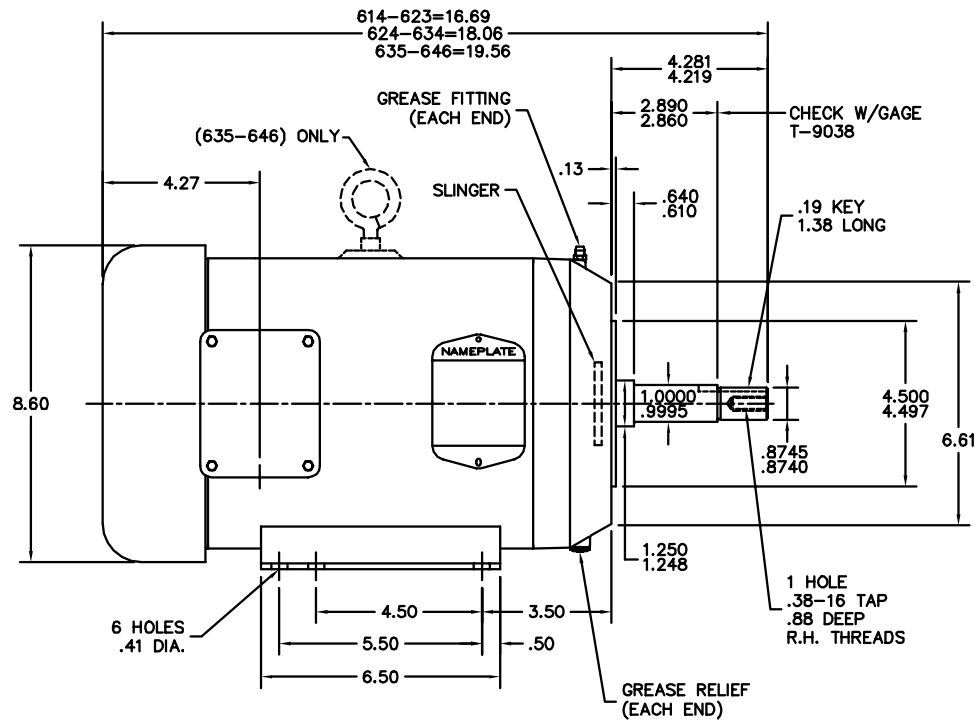 614-623=16.69
624-634=18.06
635-646=19.56
4.281
4.219
GREASE FITTING
(EACH END)
2.890
2.860
CHECK W/GAGE
T-9038
(635-646) ONLY
.13
4.27
SLINGER
.640
.610
.19 KEY
1.38 LONG
NAMEPLATE
8.60
1.0000
.9995
4.500
4.497
6.61
.8745
.8740
1.250
1.248
1 HOLE
.38-16 TAP
.88 DEEP
R.H. THREADS
4.50
3.50
6 HOLES
.41 DIA.
5.50
.50
6.50
GREASE RELIEF
(EACH END)